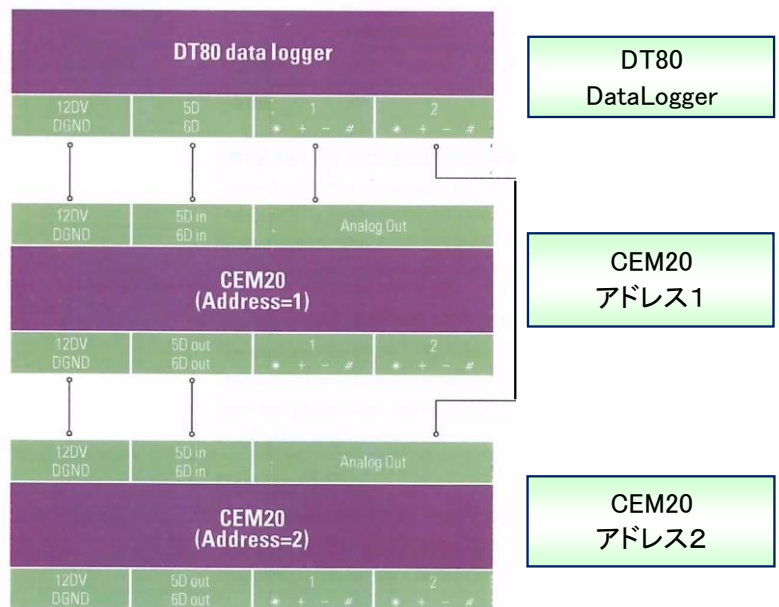 DT80 data logger
12DV 5D 1 2
DGND 6D * + - # * + - #
DT80
DataLogger
12DV 5D in Analog Out
DGND 6D in
CEM20
(Address=1)
12DV 5D out 1 2
DGND 6D out * + - # * + - #
CEM20
アドレス1
12DV 5D in Analog Out
DGND 6D in
CEM20
(Address=2)
12DV 5D out 1 2
DGND 6D out * + - # * + - #
CEM20
アドレス2